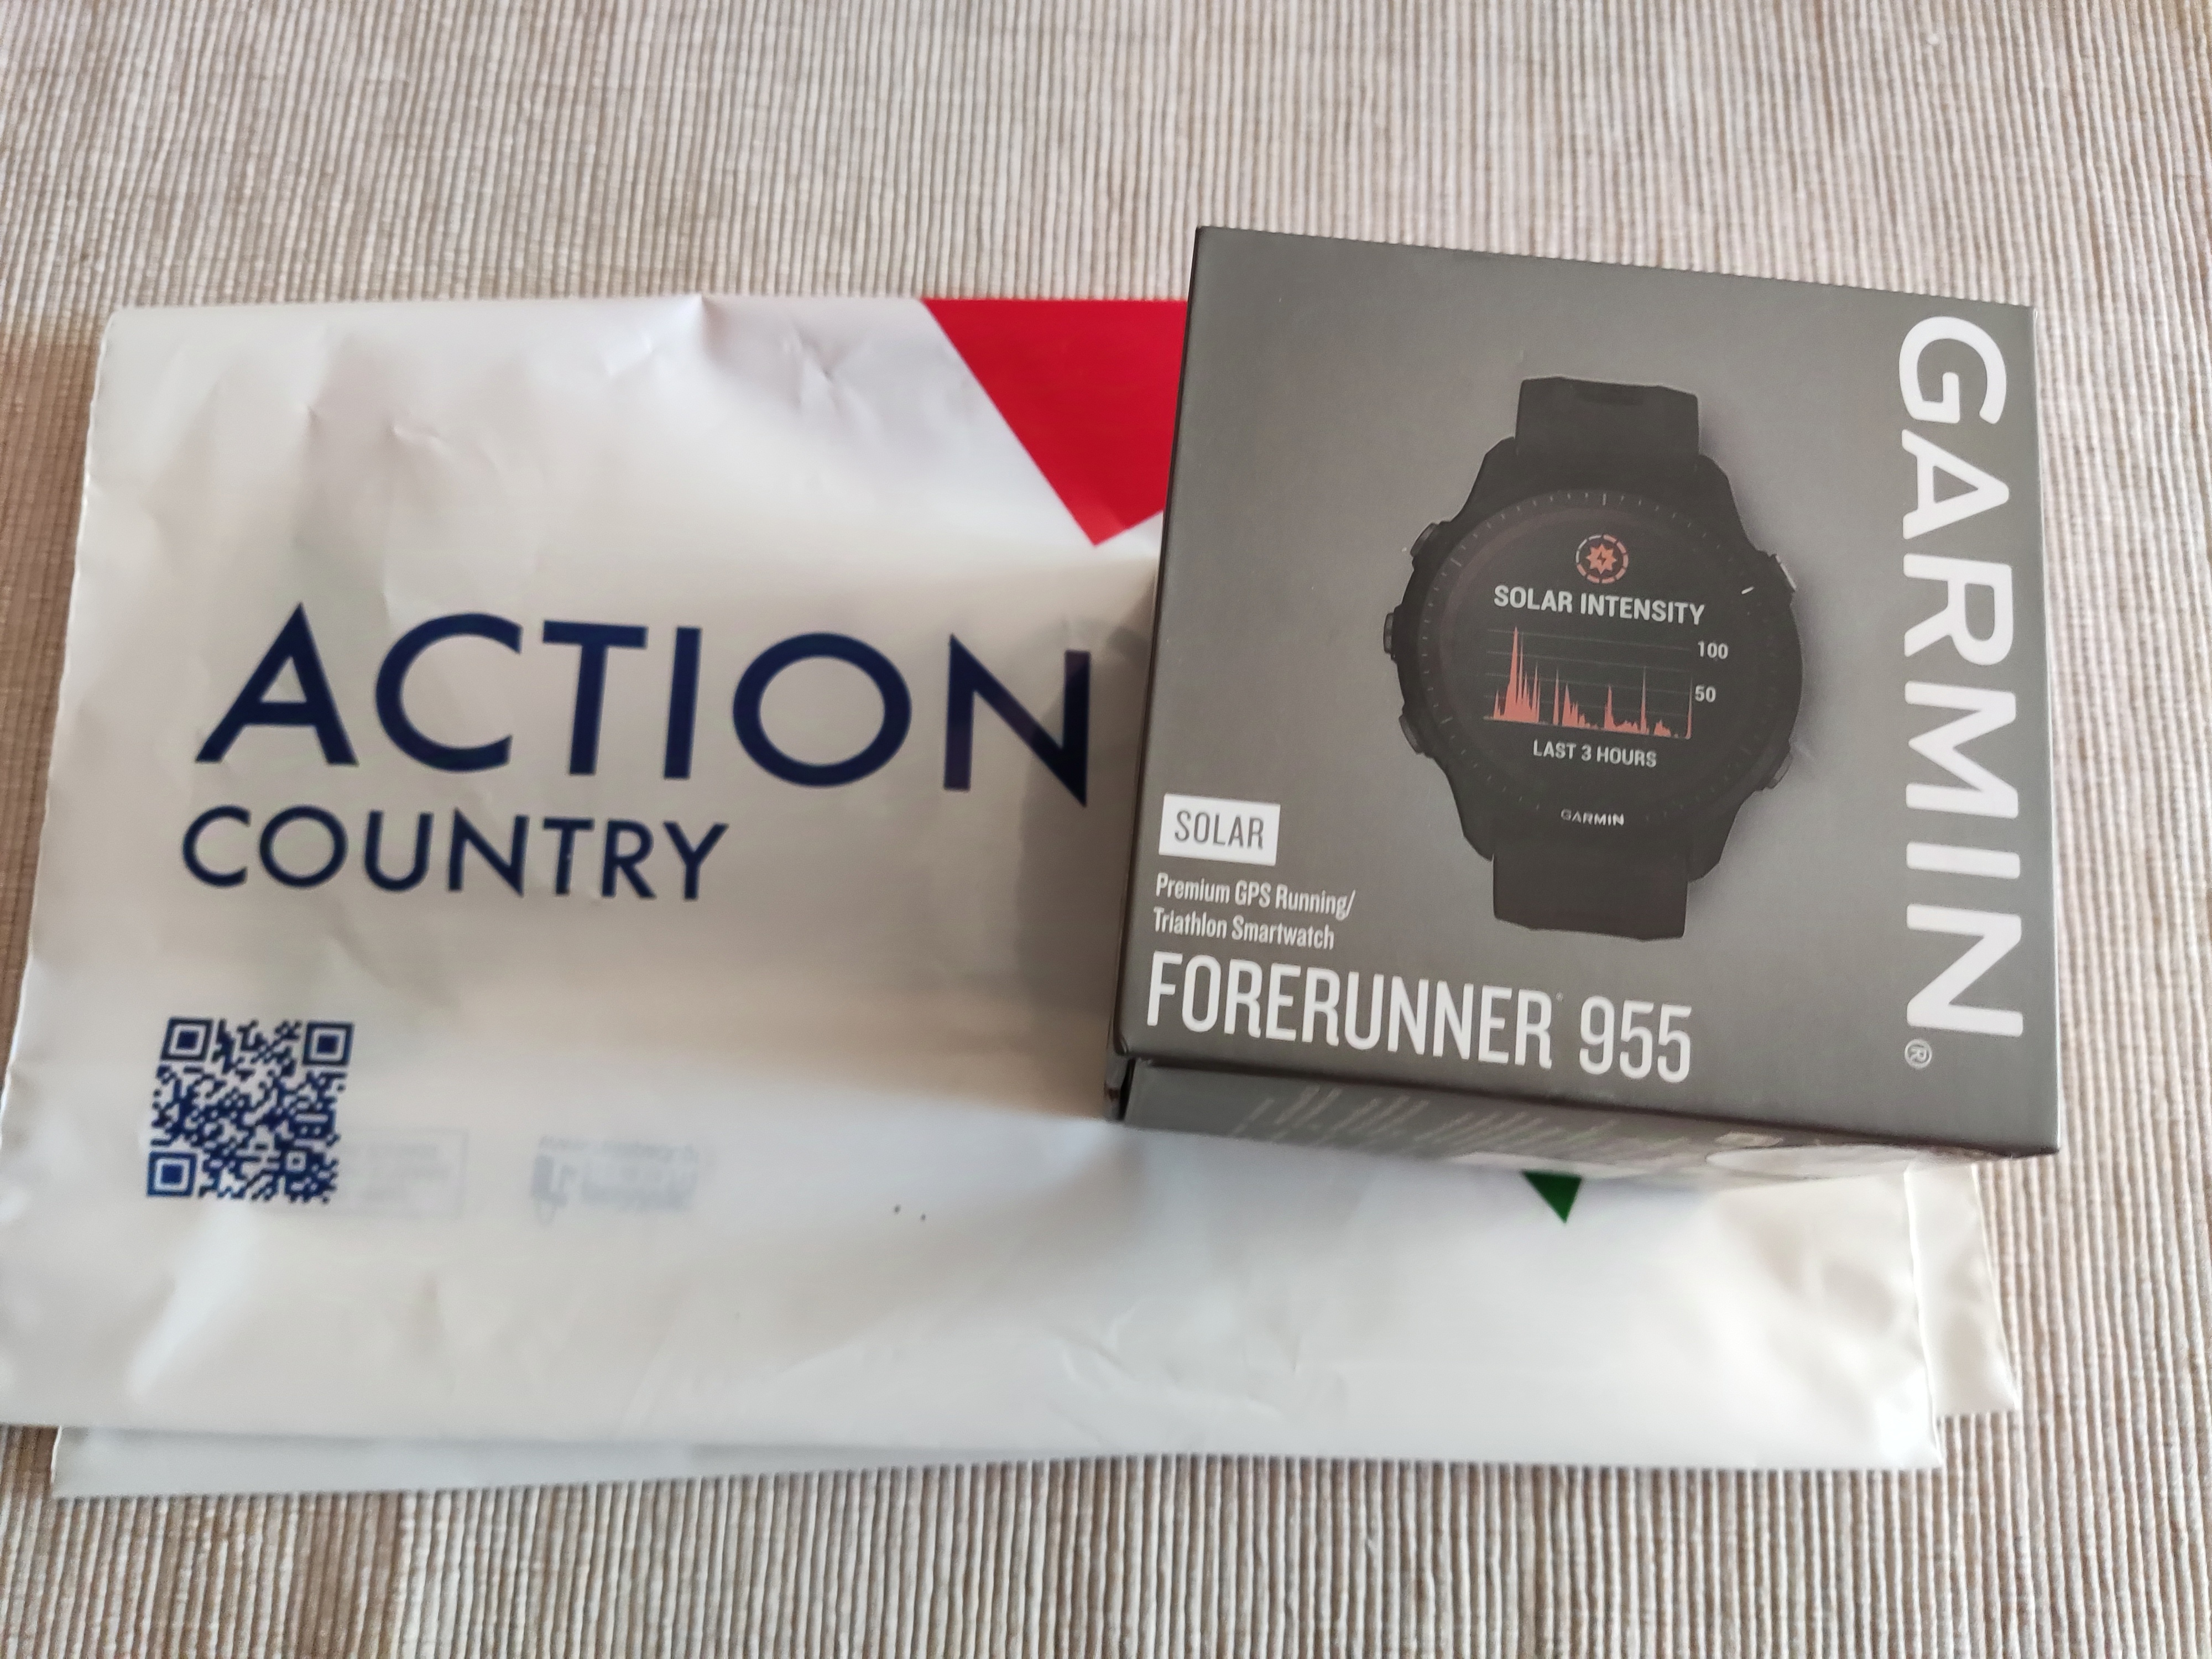 ACTION
COUNTRY
GARMIN®
SOLAR INTENSITY
100
50
LAST 3 HOURS
GARMIN
SOLAR
Premium GPS Running/
Triathlon Smartwatch
FORERUNNER 955